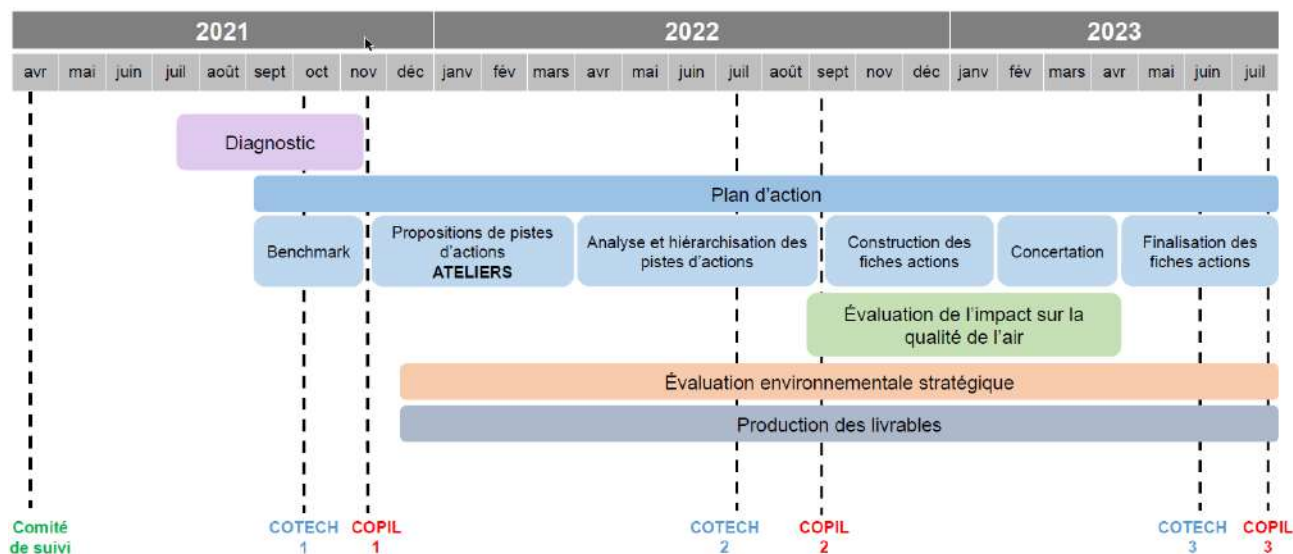 2021 2022 2023
avr mai juin juil août sept oct nov déc janv fév mars avr mai juin juil août sept nov déc janv fév mars avr mai juin juil
Diagnostic
Plan d'action
Benchmark
Propositions de pistes
d'actions
ATELIERS
Analyse et hiérarchisation des
pistes d'actions
Construction des
fiches actions
Concertation
Finalisation des
fiches actions
Évaluation de l'impact sur la
qualité de l'air
Évaluation environnementale stratégique
Production des livrables
Comité
de suivi
COTECH
1
COPIL
1
COTECH
2
COPIL
2
COTECH
3
COPIL
3